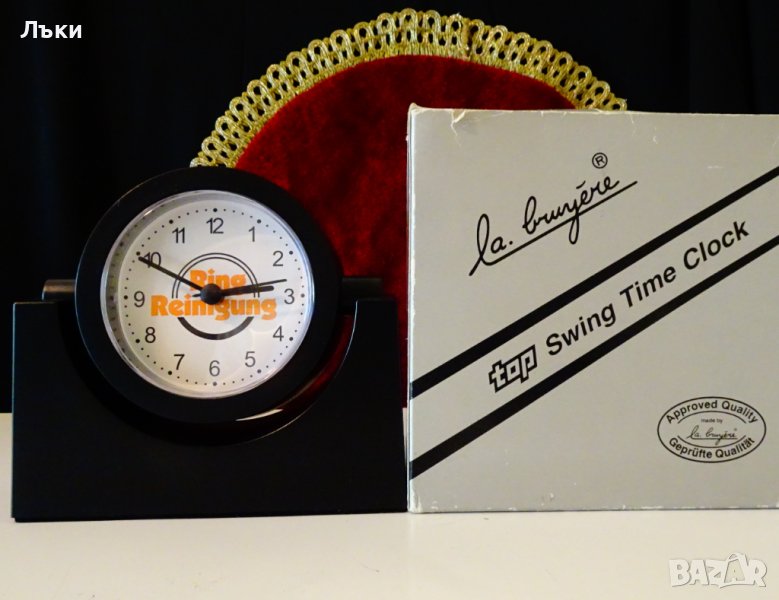 Лъки
12
1
2
3
4
5
6
7
8
9
10
11
Ring
Reinigung
la. bruyère ®
top Swing Time Clock
Approved Quality
made by
la bruyère
Geprüfte Qualität
BAZAR